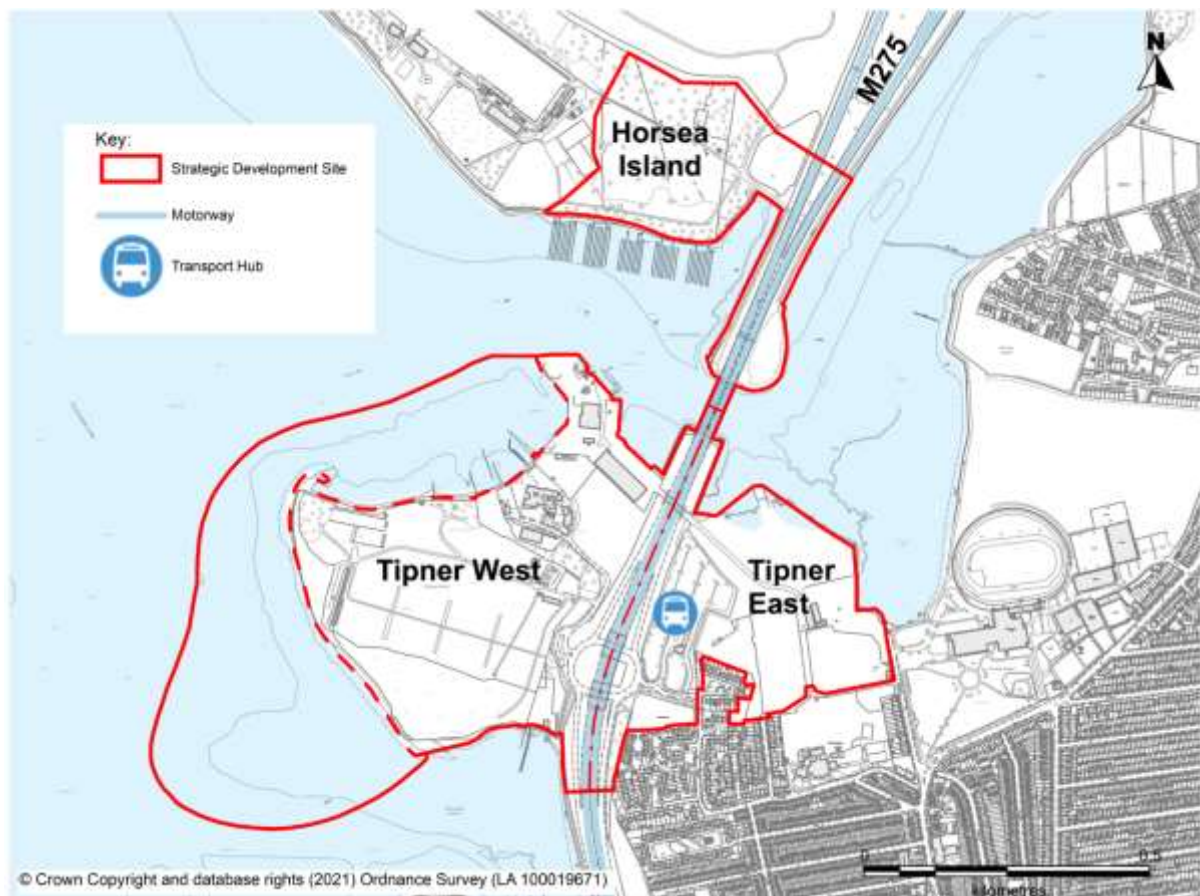 M275
N
Key:
Strategic Development Site
Motorway
Transport Hub
Horsea
Island
Tipner West
Tipner
East
0
0.5
kilometres
© Crown Copyright and database rights (2021) Ordnance Survey (LA 100019671)